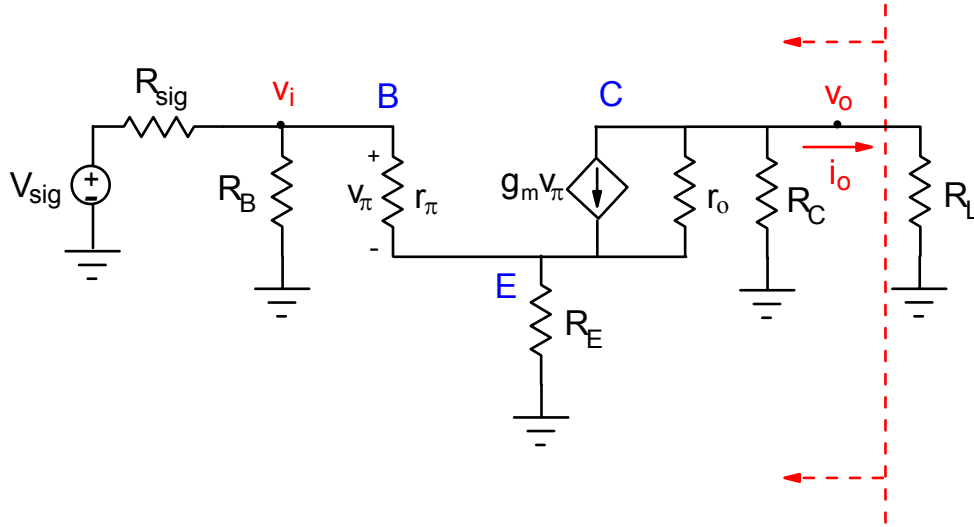 R_sig
v_i
B
C
v_o
+
V_sig
+
-
R_B
v_π
r_π
g_m v_π
r_o
R_C
i_o
R_L
-
E
R_E